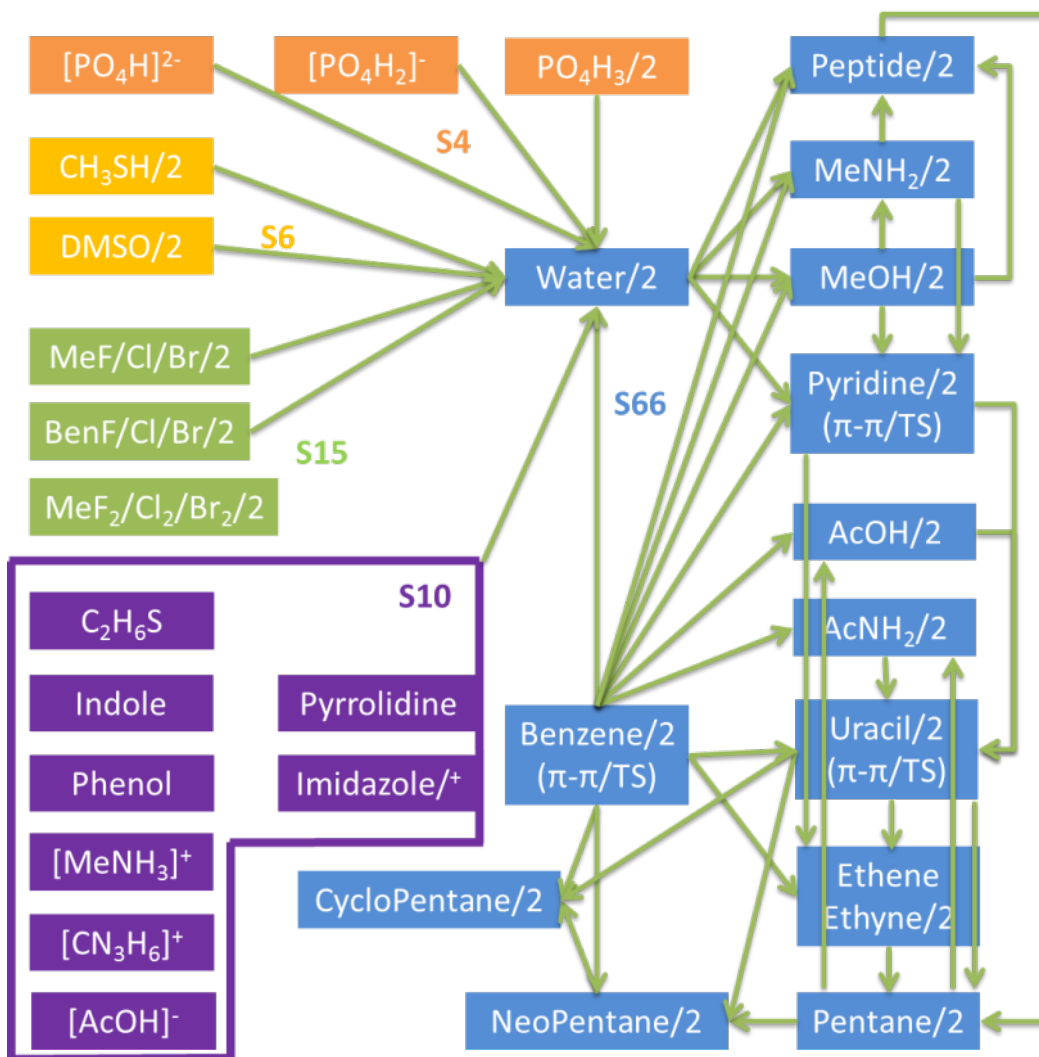 [PO₄H]²⁻
[PO₄H₂]⁻
PO₄H₃/2
Peptide/2
S4
CH₃SH/2
MeNH₂/2
DMSO/2
S6
Water/2
MeOH/2
MeF/Cl/Br/2
Pyridine/2
(π-π/TS)
S66
BenF/Cl/Br/2
S15
MeF₂/Cl₂/Br₂/2
AcOH/2
S10
C₂H₆S
AcNH₂/2
Indole
Pyrrolidine
Benzene/2
(π-π/TS)
Uracil/2
(π-π/TS)
Phenol
Imidazole/⁺
[MeNH₃]⁺
CycloPentane/2
Ethene
Ethyne/2
[CN₃H₆]⁺
[AcOH]⁻
NeoPentane/2
Pentane/2